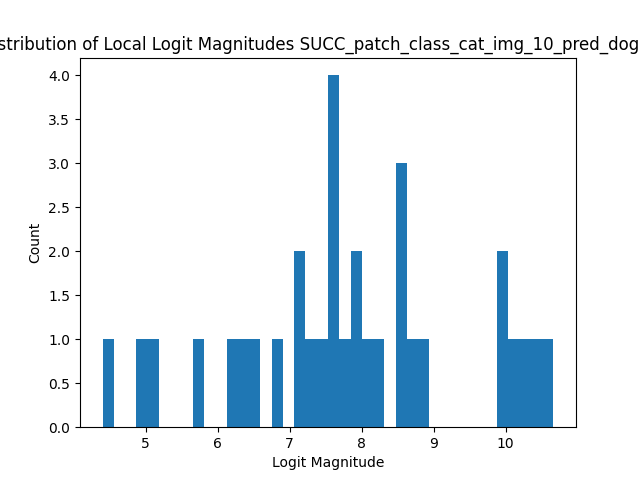 stribution of Local Logit Magnitudes SUCC_patch_class_cat_img_10_pred_dog
4.0
3.5
3.0
2.5
2.0
1.5
1.0
0.5
0.0
Count
5 6 7 8 9 10
Logit Magnitude